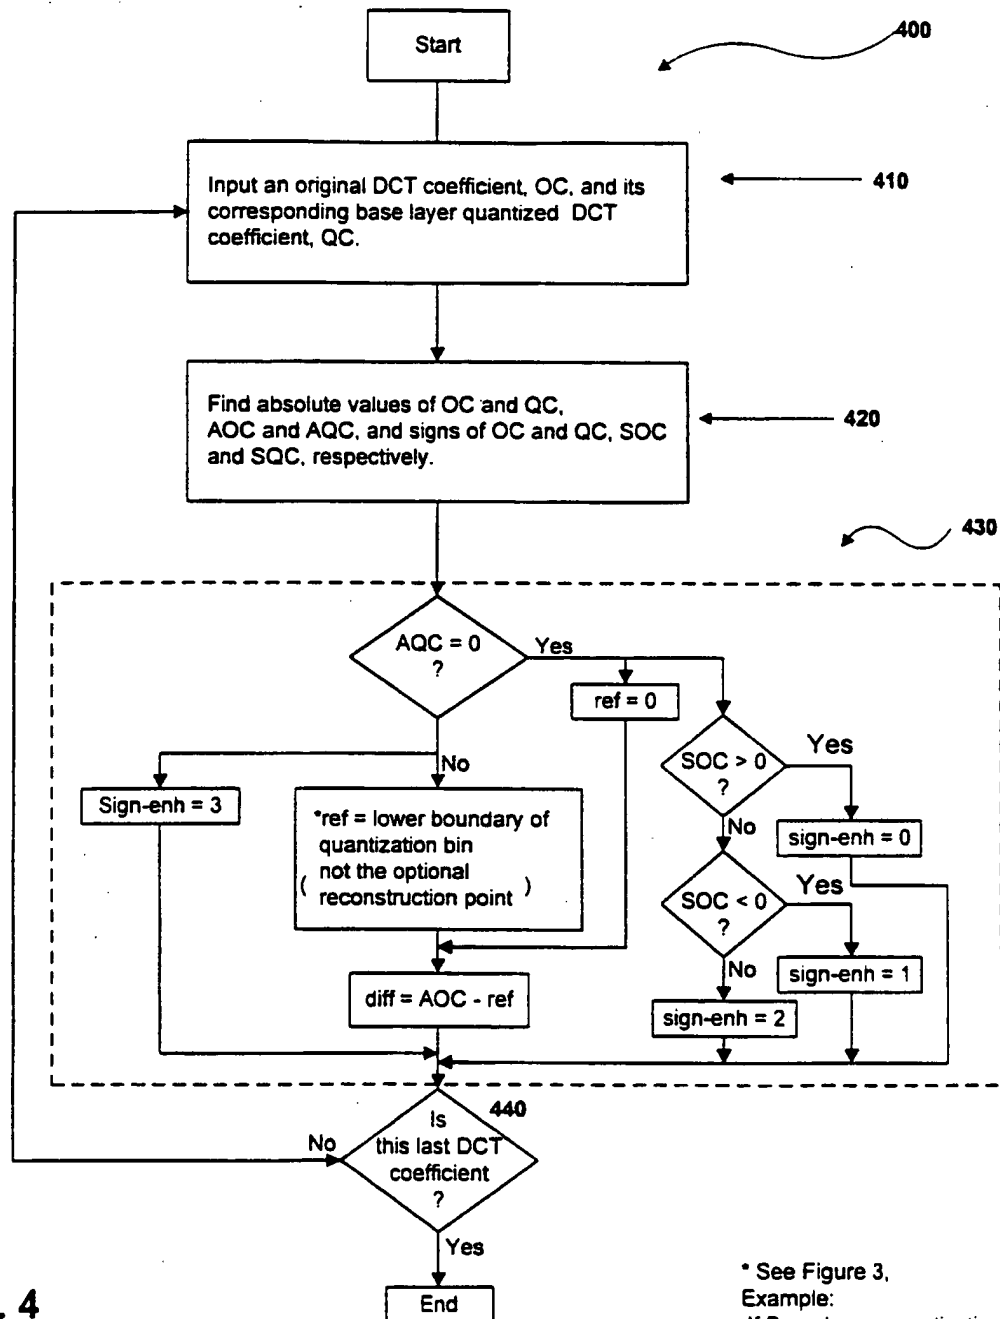 Start
400
Input an original DCT coefficient, OC, and its
corresponding base layer quantized DCT
coefficient, QC.
410
Find absolute values of OC and QC,
AOC and AQC, and signs of OC and QC, SOC
and SQC, respectively.
420
430
AQC = 0
?
Yes
ref = 0
SOC > 0
?
Yes
No
Sign-enh = 3
*ref = lower boundary of
quantization bin
( not the optional
reconstruction point )
No
sign-enh = 0
SOC < 0
?
Yes
No
sign-enh = 1
diff = AOC - ref
sign-enh = 2
440
Is
this last DCT
coefficient
?
No
Yes
End
* See Figure 3,
Example:
. 4